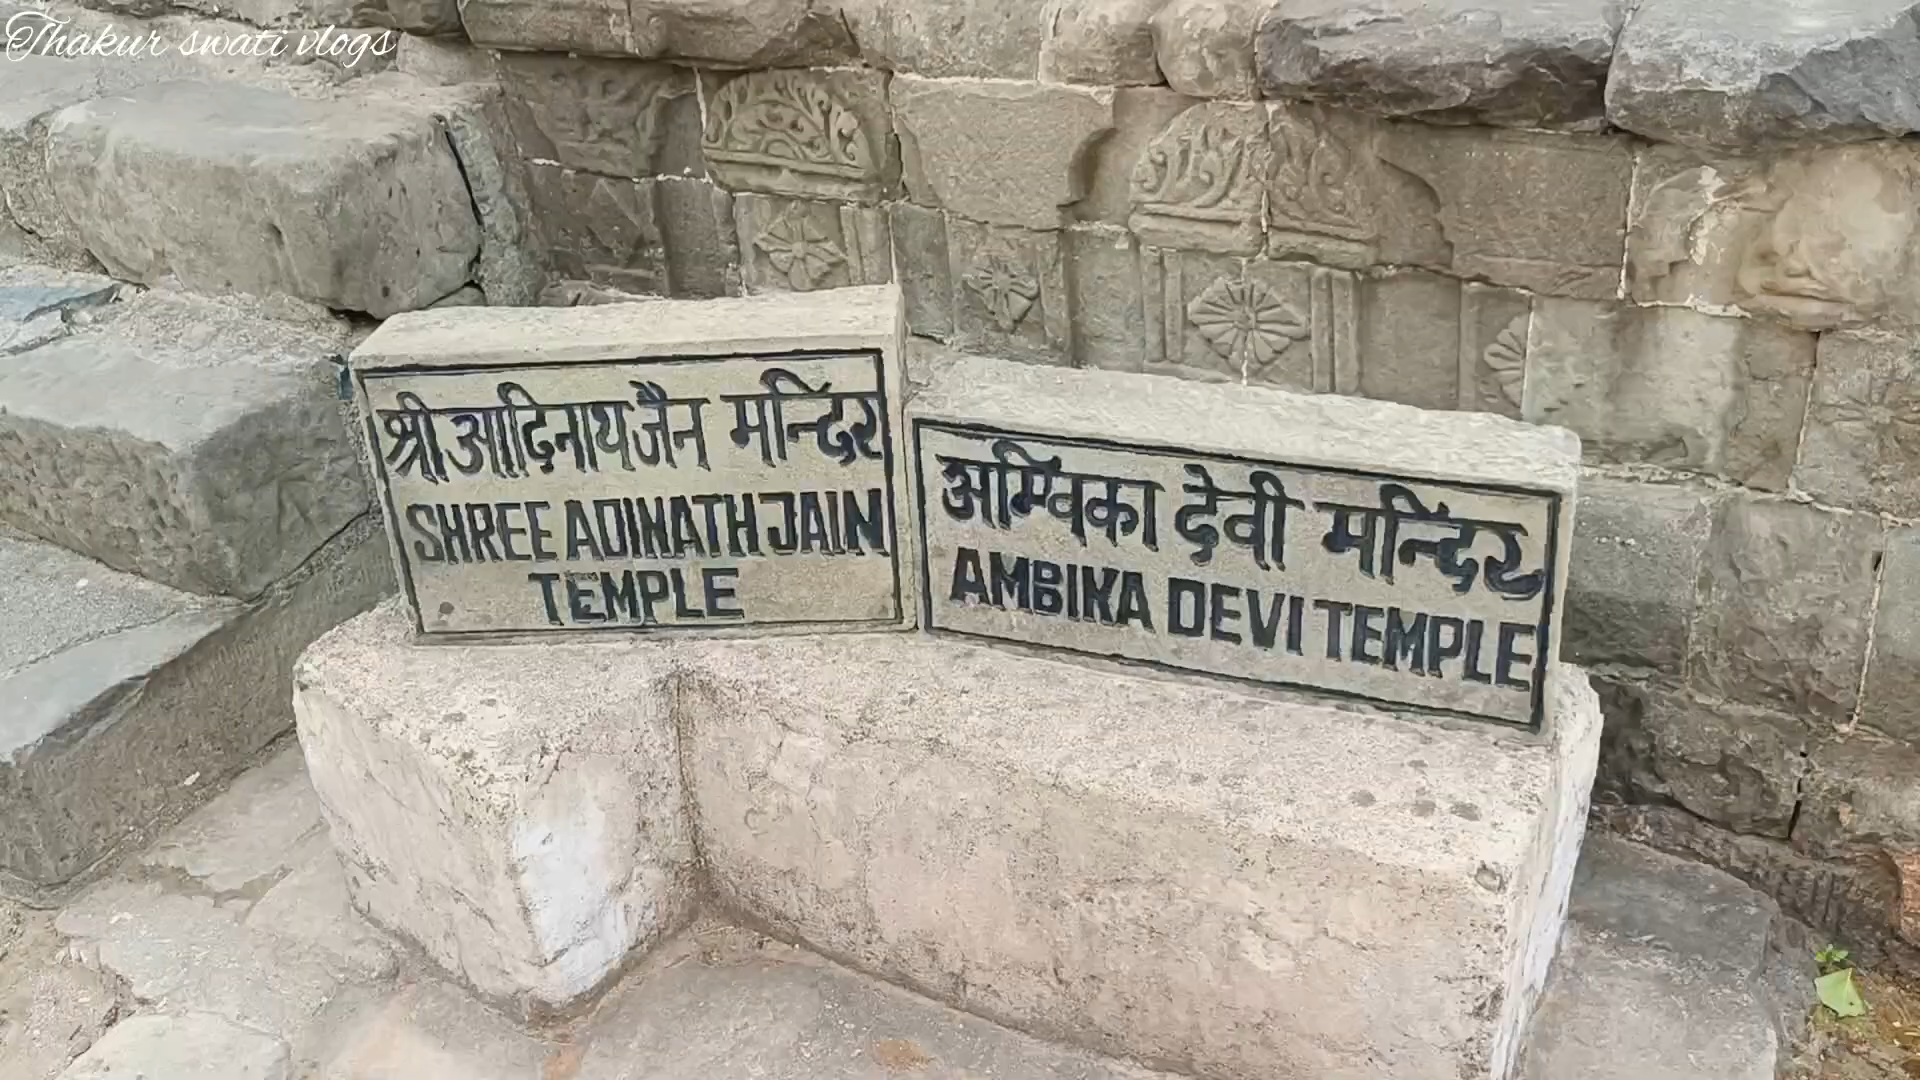 Thakur swati vlogs
श्री आदिनाथ जैन मन्दिर
SHREE ADINATH JAIN
TEMPLE
अम्विका देवी मन्दिर
AMBIKA DEVI TEMPLE